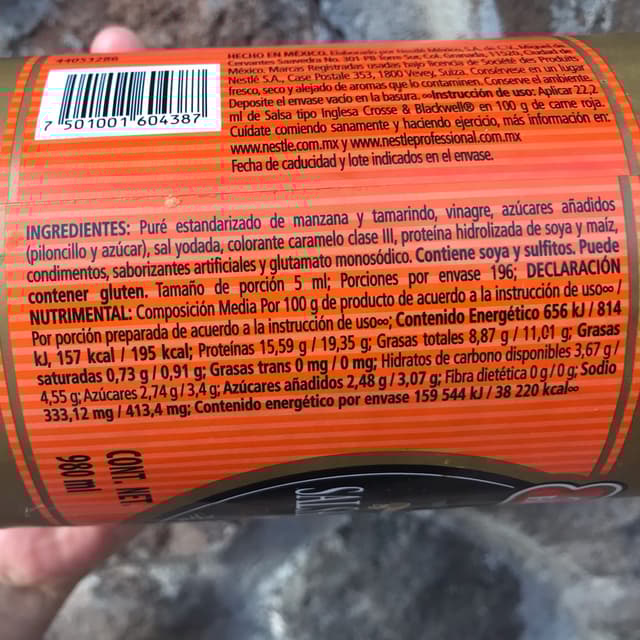 44053286
7 501001 604387
HECHO EN MÉXICO. Elaborado por Nestlé México, S.A. de C.V. Miguel de
Cervantes Saavedra No. 301 Col. Granada, 11520, Ciudad de
México. Marcas Registradas usadas bajo licencia de Société des Produits
Nestlé S.A., Case Postale 353, 1800 Vevey, Suiza. Consérvese en un lugar
fresco, seco y alejado de aromas que lo contaminen. Conserve el ambiente.
Deposite el envase vacío en la basura. ∞Instrucción de uso: Aplicar 22,2
ml de Salsa tipo Inglesa Crosse & Blackwell® en 100 g de carne roja.
Cuídate comiendo sanamente y haciendo ejercicio, más información en:
www.nestle.com.mx y www.nestleprofessional.com.mx
Fecha de caducidad y lote indicados en el envase.
INGREDIENTES: Puré estandarizado de manzana y tamarindo, vinagre, azúcares añadidos
(piloncillo y azúcar), sal yodada, colorante caramelo clase III, proteína hidrolizada de soya y maíz,
condimentos, saborizantes artificiales y glutamato monosódico. Contiene soya y sulfitos. Puede
contener gluten. Tamaño de porción 5 ml; Porciones por envase 196; DECLARACIÓN
NUTRIMENTAL: Composición Media Por 100 g de producto de acuerdo a la instrucción de uso∞ /
Por porción preparada de acuerdo a la instrucción de uso∞; Contenido Energético 656 kJ / 814
kJ, 157 kcal / 195 kcal; Proteínas 15,59 g / 19,35 g; Grasas totales 8,87 g / 11,01 g; Grasas
saturadas 0,73 g / 0,91 g; Grasas trans 0 mg / 0 mg; Hidratos de carbono disponibles 3,67 g /
4,55 g; Azúcares 2,74 g / 3,4 g; Azúcares añadidos 2,48 g / 3,07 g; Fibra dietética 0 g / 0 g; Sodio
333,12 mg / 413,4 mg; Contenido energético por envase 159 544 kJ / 38 220 kcal∞
CONT. NET.
980 ml